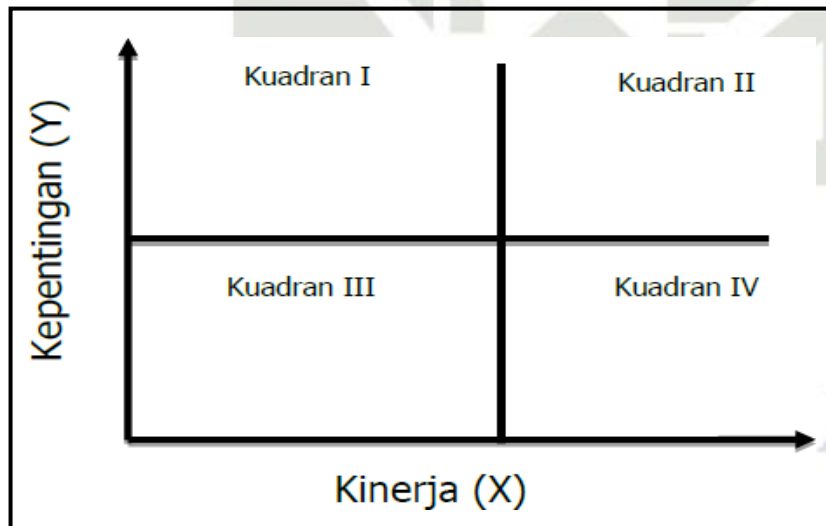 Kepentingan (Y)
Kuadran I
Kuadran II
Kuadran III
Kuadran IV
Kinerja (X)